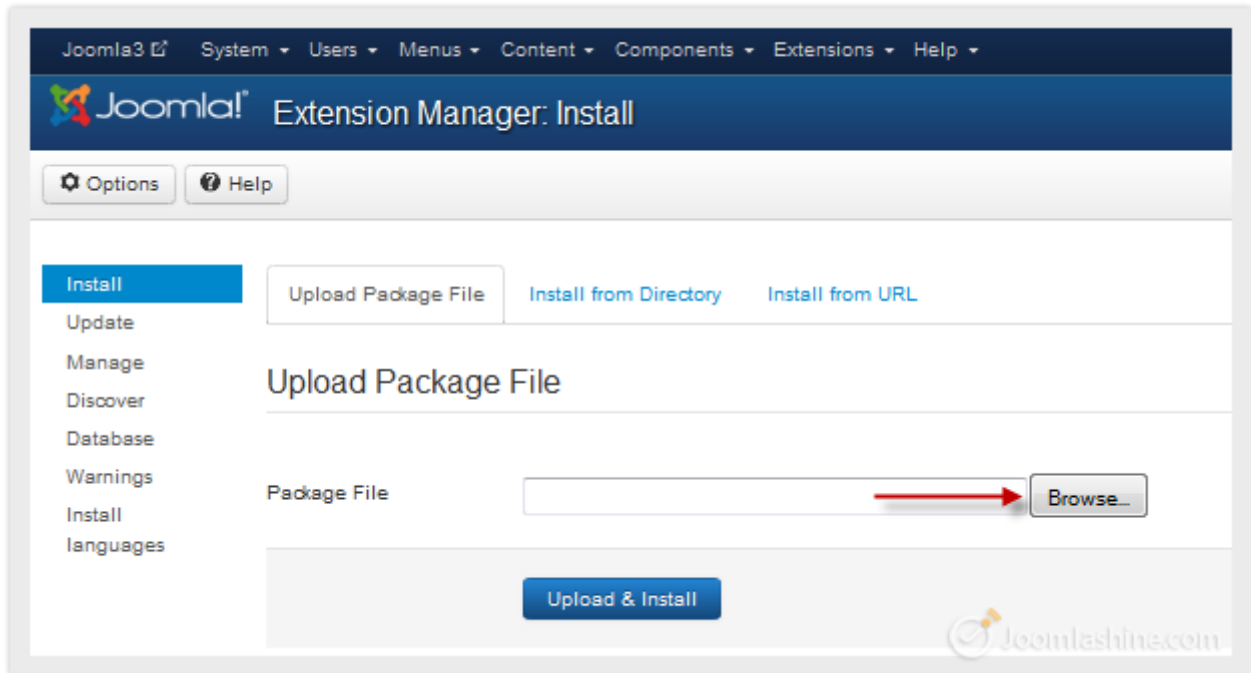 Joomla3 System Users Menus Content Components Extensions Help
Joomla!® Extension Manager: Install
Options Help
Install
Upload Package File Install from Directory Install from URL
Update
Manage
Upload Package File
Discover
Database
Warnings
Package File Browse...
Install
languages
Upload & Install
Joomlashine.com